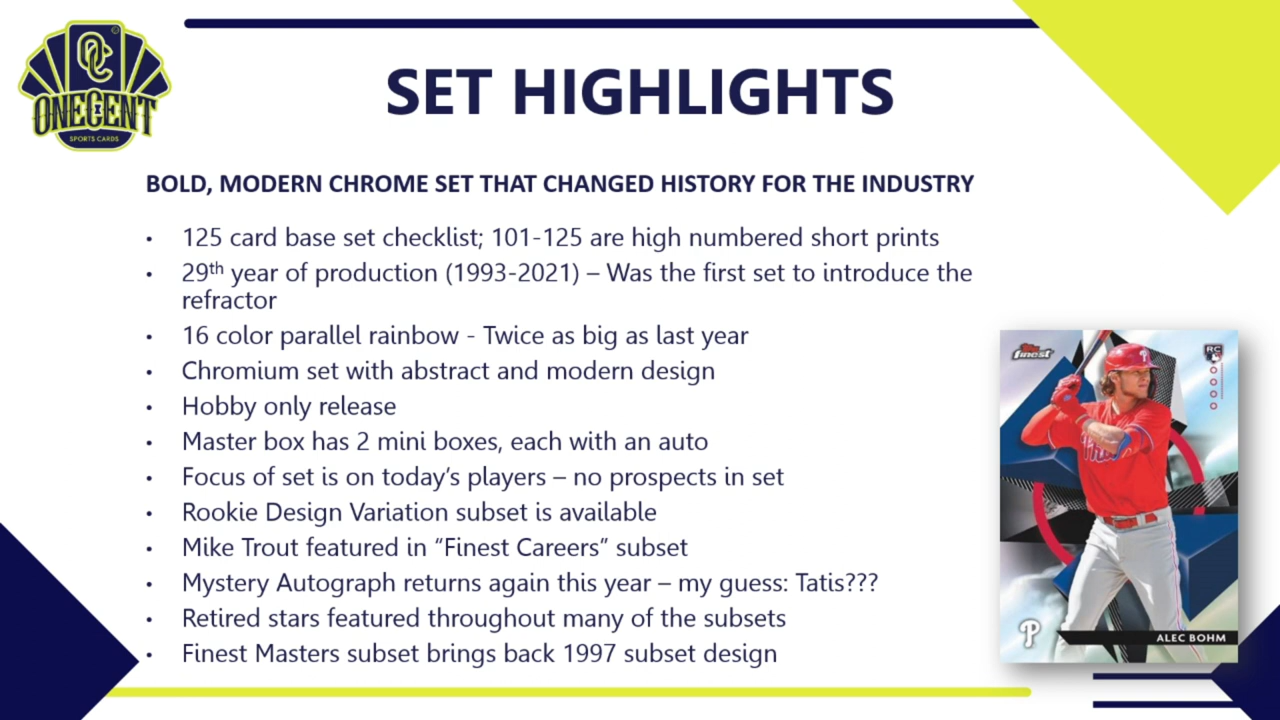 OC
ONECENT
SPORTS CARDS
SET HIGHLIGHTS
BOLD, MODERN CHROME SET THAT CHANGED HISTORY FOR THE INDUSTRY
• 125 card base set checklist; 101-125 are high numbered short prints
• 29th year of production (1993-2021) – Was the first set to introduce the
refractor
• 16 color parallel rainbow - Twice as big as last year
• Chromium set with abstract and modern design
• Hobby only release
• Master box has 2 mini boxes, each with an auto
• Focus of set is on today’s players – no prospects in set
• Rookie Design Variation subset is available
• Mike Trout featured in “Finest Careers” subset
• Mystery Autograph returns again this year – my guess: Tatis???
• Retired stars featured throughout many of the subsets
• Finest Masters subset brings back 1997 subset design
Topps
finest
RC
P
ALEC BOHM